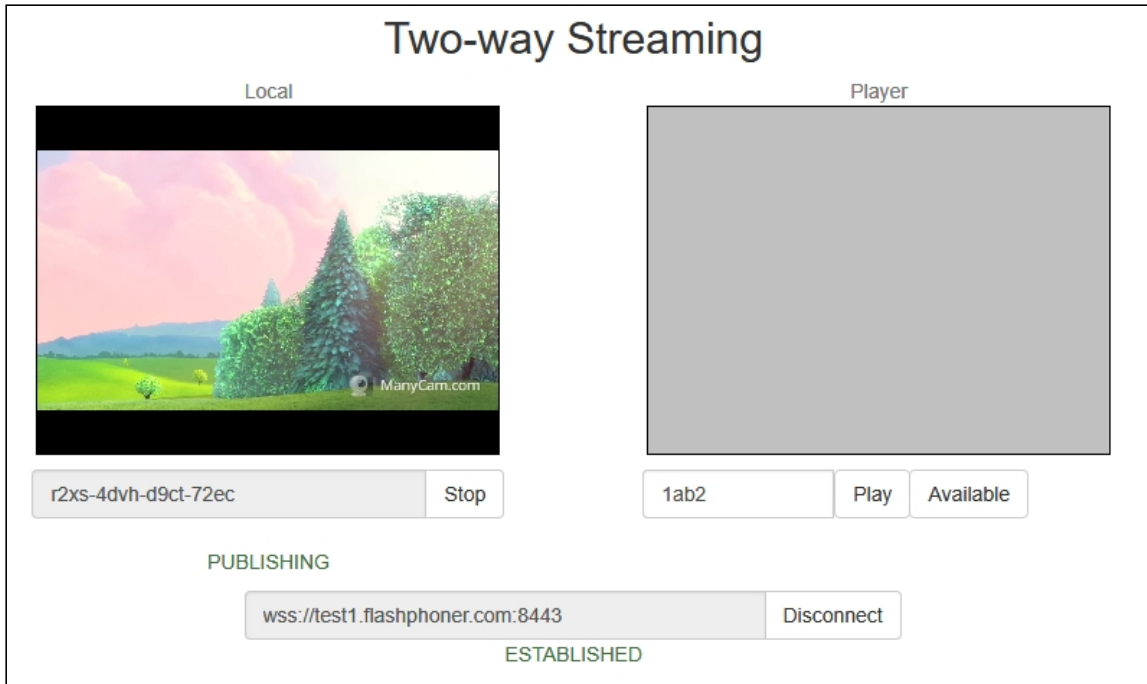 Two-way Streaming
Local
Player
ManyCam.com
r2xs-4dvh-d9ct-72ec
Stop
1ab2
Play
Available
PUBLISHING
wss://test1.flashphoner.com:8443
Disconnect
ESTABLISHED